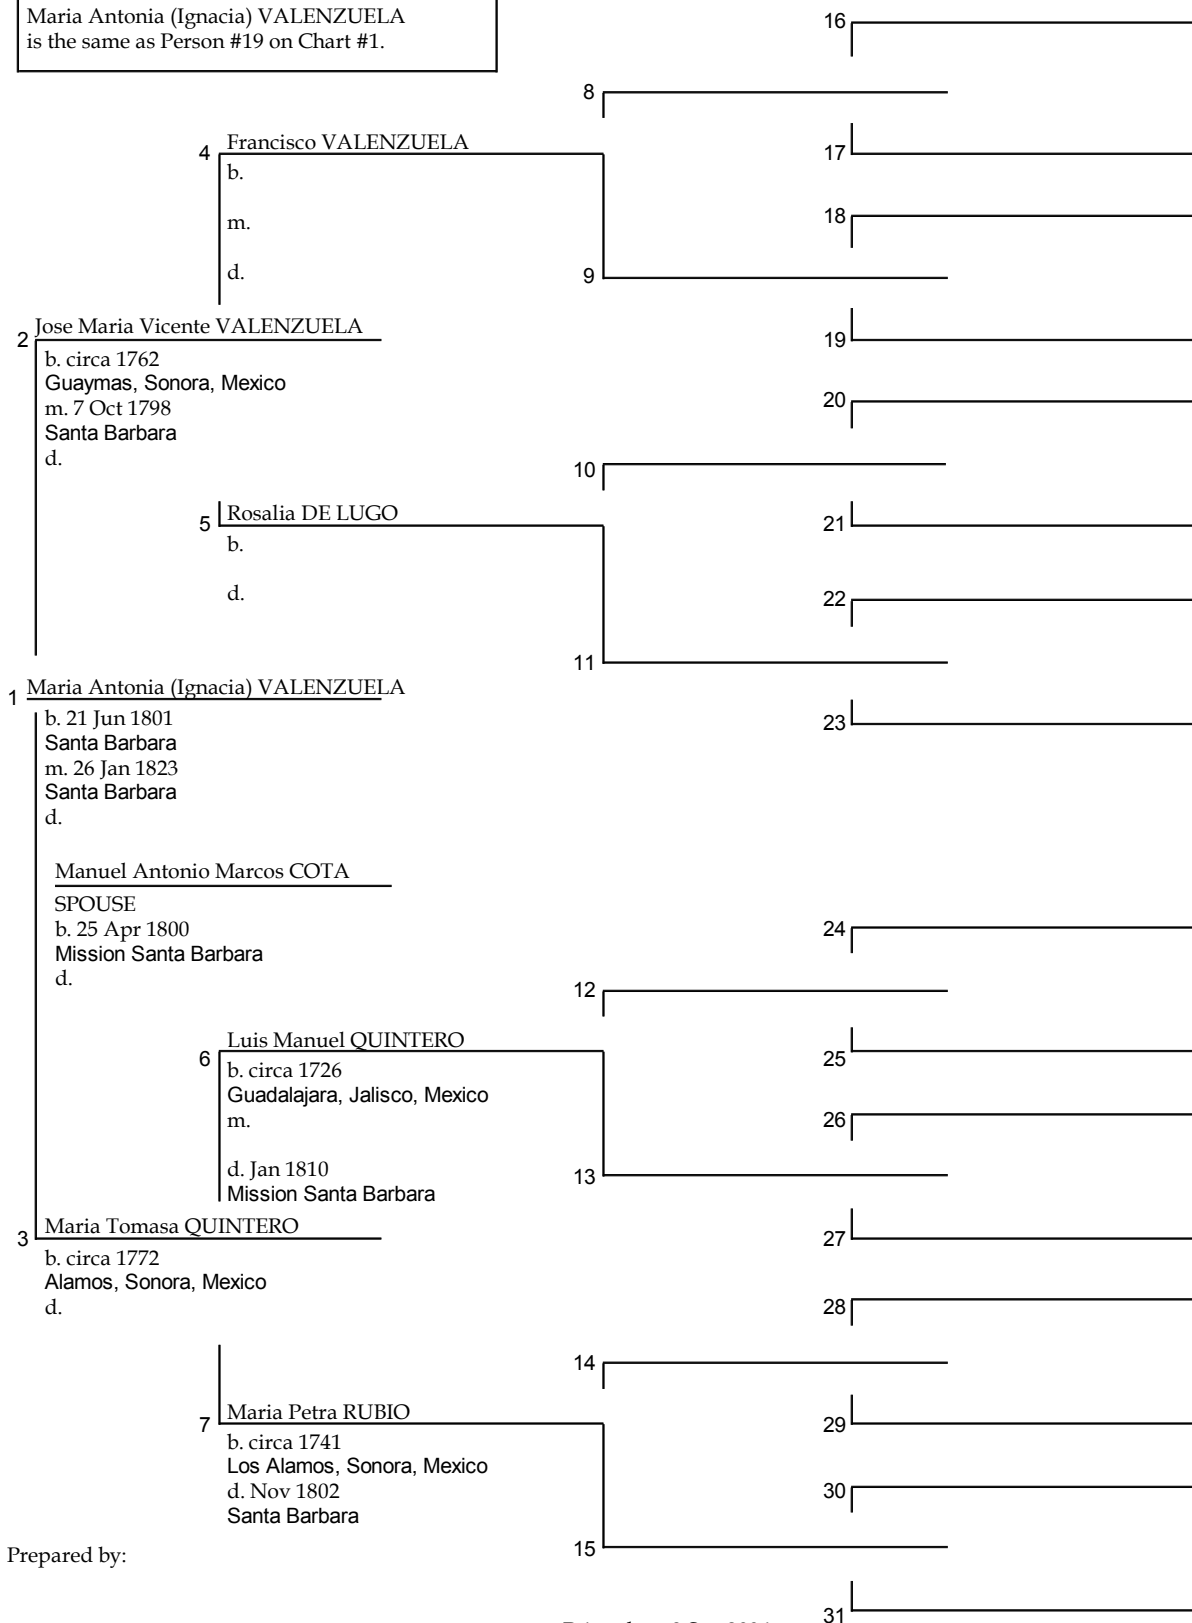 Maria Antonia (Ignacia) VALENZUELA
is the same as Person #19 on Chart #1.
16
8
4 Francisco VALENZUELA
b.
m.
d.
17
18
9
2 Jose Maria Vicente VALENZUELA
b. circa 1762
Guaymas, Sonora, Mexico
m. 7 Oct 1798
Santa Barbara
d.
19
20
10
5 Rosalia DE LUGO
b.
d.
21
22
11
1 Maria Antonia (Ignacia) VALENZUELA
b. 21 Jun 1801
Santa Barbara
m. 26 Jan 1823
Santa Barbara
d.
23
Manuel Antonio Marcos COTA
SPOUSE
b. 25 Apr 1800
Mission Santa Barbara
d.
24
12
6 Luis Manuel QUINTERO
b. circa 1726
Guadalajara, Jalisco, Mexico
m.
d. Jan 1810
Mission Santa Barbara
25
26
13
3 Maria Tomasa QUINTERO
b. circa 1772
Alamos, Sonora, Mexico
d.
27
28
14
7 Maria Petra RUBIO
b. circa 1741
Los Alamos, Sonora, Mexico
d. Nov 1802
Santa Barbara
29
30
15
Prepared by:
31